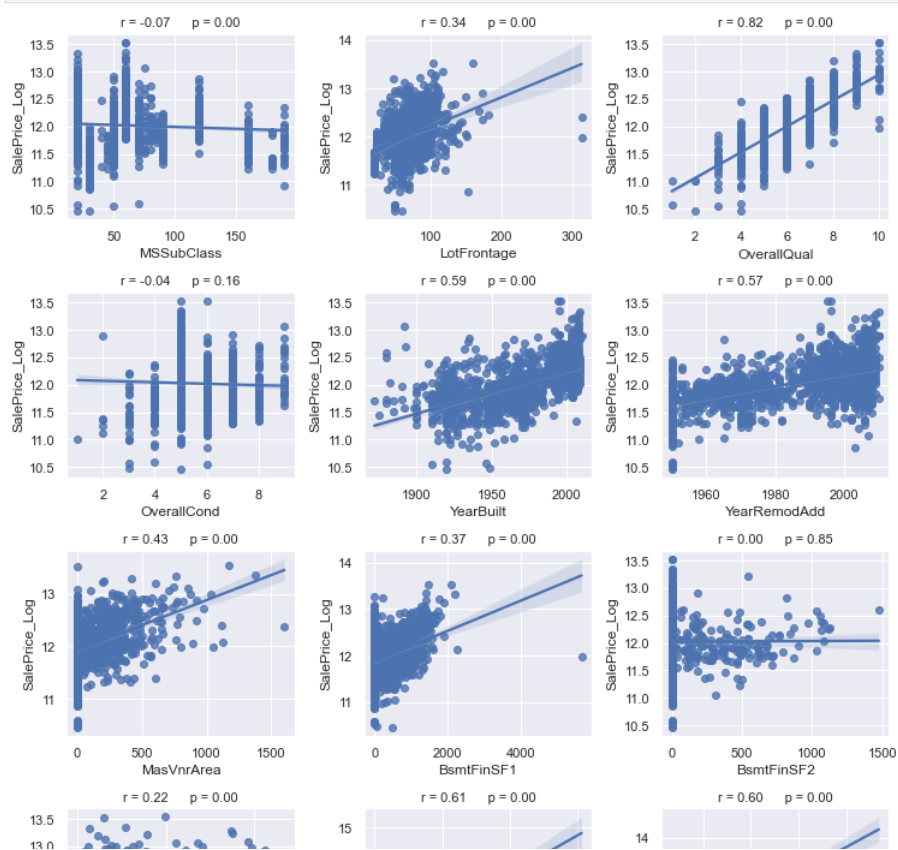 r = -0.07 p = 0.00
r = 0.34 p = 0.00
r = 0.82 p = 0.00
13.5
13.0
12.5
12.0
11.5
11.0
10.5
SalePrice_Log
50 100 150
MSSubClass
14
13
12
11
SalePrice_Log
100 200 300
LotFrontage
13.5
13.0
12.5
12.0
11.5
11.0
10.5
SalePrice_Log
2 4 6 8 10
OverallQual
r = -0.04 p = 0.16
r = 0.59 p = 0.00
r = 0.57 p = 0.00
13.5
13.0
12.5
12.0
11.5
11.0
10.5
SalePrice_Log
2 4 6 8
OverallCond
13.5
13.0
12.5
12.0
11.5
11.0
10.5
SalePrice_Log
1900 1950 2000
YearBuilt
13.5
13.0
12.5
12.0
11.5
11.0
10.5
SalePrice_Log
1960 1980 2000
YearRemodAdd
r = 0.43 p = 0.00
r = 0.37 p = 0.00
r = 0.00 p = 0.85
13
12
11
SalePrice_Log
0 500 1000 1500
MasVnrArea
14
13
12
11
SalePrice_Log
0 2000 4000
BsmtFinSF1
13.5
13.0
12.5
12.0
11.5
11.0
10.5
SalePrice_Log
0 500 1000 1500
BsmtFinSF2
r = 0.22 p = 0.00
r = 0.61 p = 0.00
r = 0.60 p = 0.00
13.5
13.0
15
14